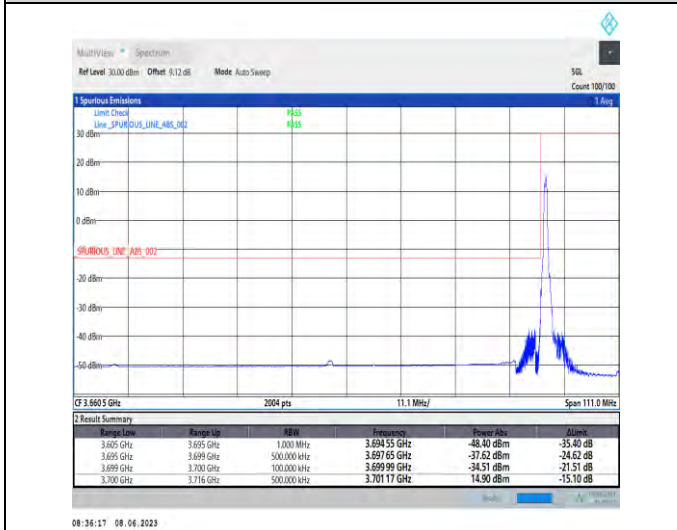 MultiView Spectrum
Ref Level 30.00 dBm Offset 9.12 dB Mode Auto Sweep SGL
Count 100/100
1 Spurious Emissions 1 Avg
Limit Check PASS
Line _SPURIOUS_LINE_ABS_002 PASS
30 dBm
20 dBm
10 dBm
0 dBm
SPURIOUS_LINE_ABS_002
-20 dBm
-30 dBm
-40 dBm
-50 dBm
CF 3.6605 GHz 2004 pts 11.1 MHz/ Span 111.0 MHz
2 Result Summary
Range Low Range Up RBW Frequency Power Abs ΔLimit
3.605 GHz 3.695 GHz 1.000 MHz 3.694 55 GHz -48.40 dBm -35.40 dB
3.695 GHz 3.699 GHz 500.000 kHz 3.697 65 GHz -37.62 dBm -24.62 dB
3.699 GHz 3.700 GHz 100.000 kHz 3.699 99 GHz -34.51 dBm -21.51 dB
3.700 GHz 3.716 GHz 500.000 kHz 3.701 17 GHz 14.90 dBm -15.10 dB
08:36:17 08.06.2023